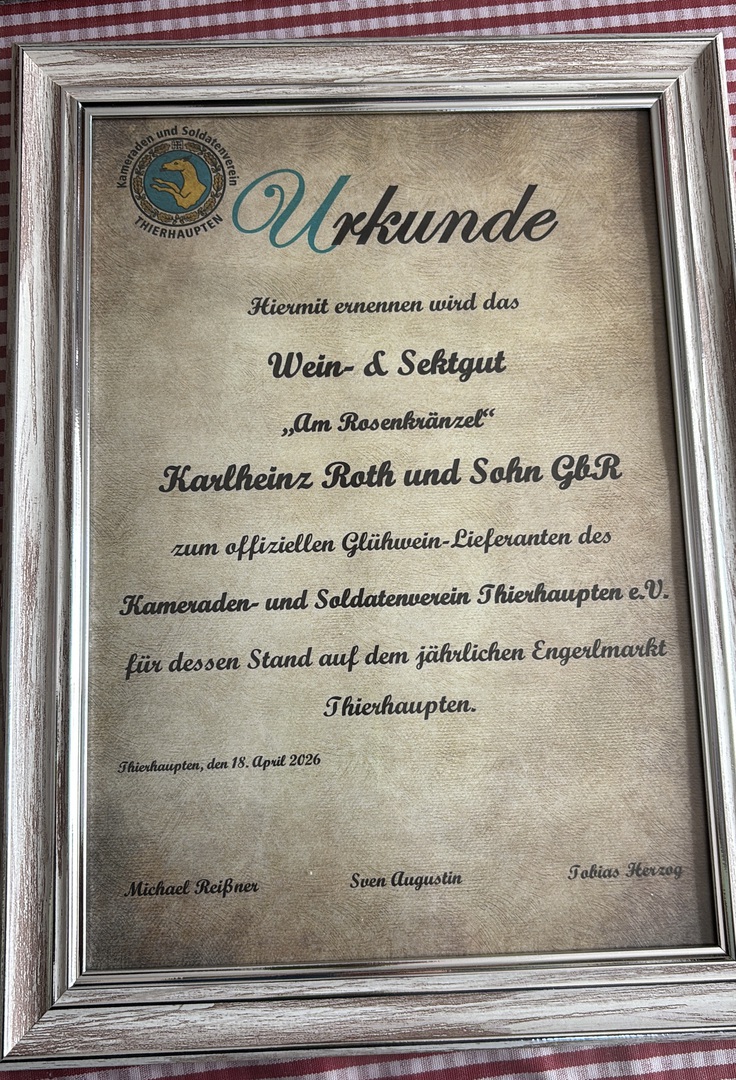 Kameraden und Soldatenverein
THIERHAUPTEN
Urkunde
Hiermit ernennen wird das
Wein- & Sektgut
„Am Rosenkränzel“
Karlheinz Roth und Sohn GbR
zum offiziellen Glühwein-Lieferanten des
Kameraden- und Soldatenverein Thierhaupten e.V.
für dessen Stand auf dem jährlichen Engerlmarkt
Thierhaupten.
Thierhaupten, den 18. April 2026
Michael Reißner Sven Augustin Tobias Herzog